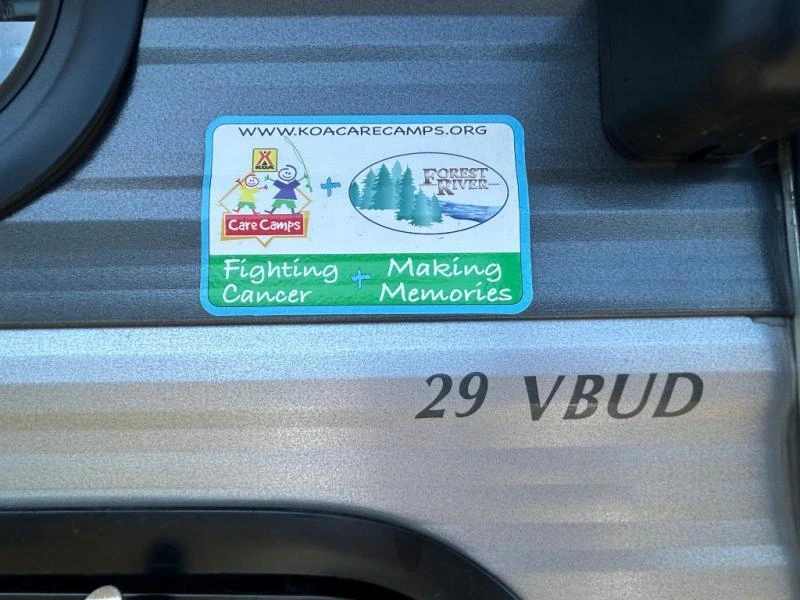 WWW.KOACARECAMPS.ORG
KOA
Care Camps
+
FOREST
RIVER
Fighting + Making
Cancer Memories
29 VBUD